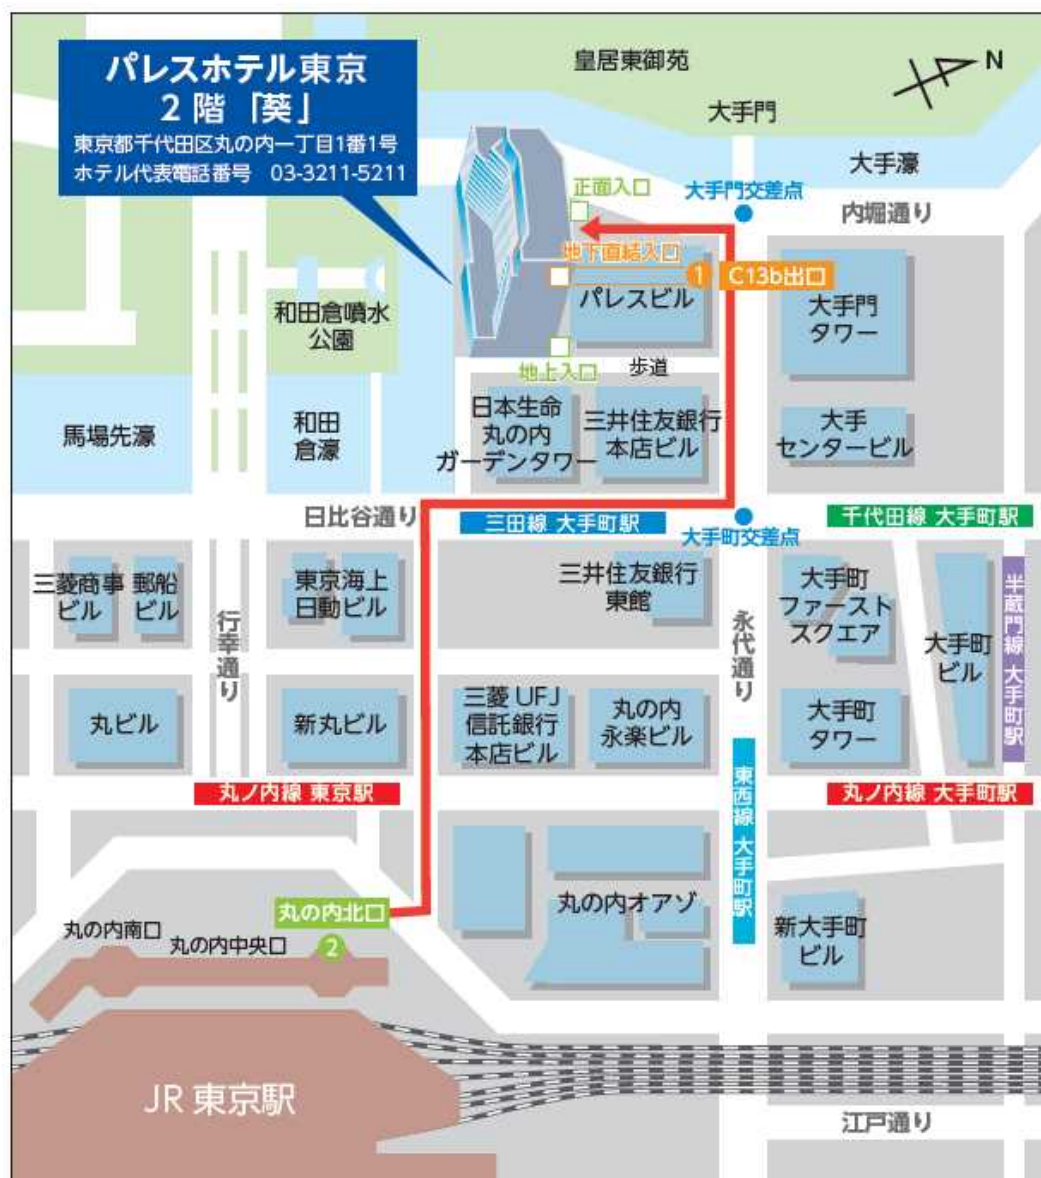 パレスホテル東京
2 階 「葵」
東京都千代田区丸の内一丁目1番1号
ホテル代表電話番号　03-3211-5211
皇居東御苑
N
大手門
大手濠
正面入口
大手門交差点
内堀通り
地下直結入口
1
C13b出口
パレスビル
大手門
タワー
和田倉噴水
公園
地上入口
歩道
馬場先濠
和田
倉濠
日本生命
丸の内
ガーデンタワー
三井住友銀行
本店ビル
大手
センタービル
日比谷通り
三田線 大手町駅
大手町交差点
千代田線 大手町駅
三菱商事
ビル
郵船
ビル
行幸通り
東京海上
日動ビル
三井住友銀行
東館
永代通り
大手町
ファースト
スクエア
大手町
ビル
半蔵門線 大手町駅
丸ビル
新丸ビル
三菱 UFJ
信託銀行
本店ビル
丸の内
永楽ビル
大手町
タワー
丸ノ内線 東京駅
東西線 大手町駅
丸ノ内線 大手町駅
丸の内北口
2
丸の内南口
丸の内中央口
丸の内オアゾ
新大手町
ビル
JR 東京駅
江戸通り